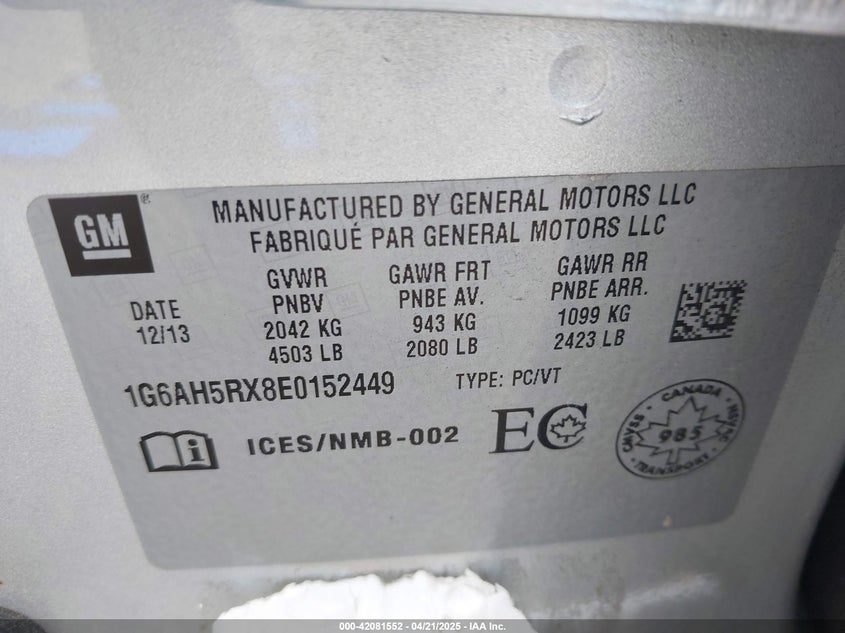 GM®
MANUFACTURED BY GENERAL MOTORS LLC
FABRIQUÉ PAR GENERAL MOTORS LLC
DATE
12/13
GVWR
PNBV
2042 KG
4503 LB
GAWR FRT
PNBE AV.
943 KG
2080 LB
GAWR RR
PNBE ARR.
1099 KG
2423 LB
1G6AH5RX8E0152449
TYPE: PC/VT
ICES/NMB-002
EC
CANADA
CMVSS
985
NSVAC
TRANSPORT
000-42081552 - 04/21/2025 - IAA Inc.